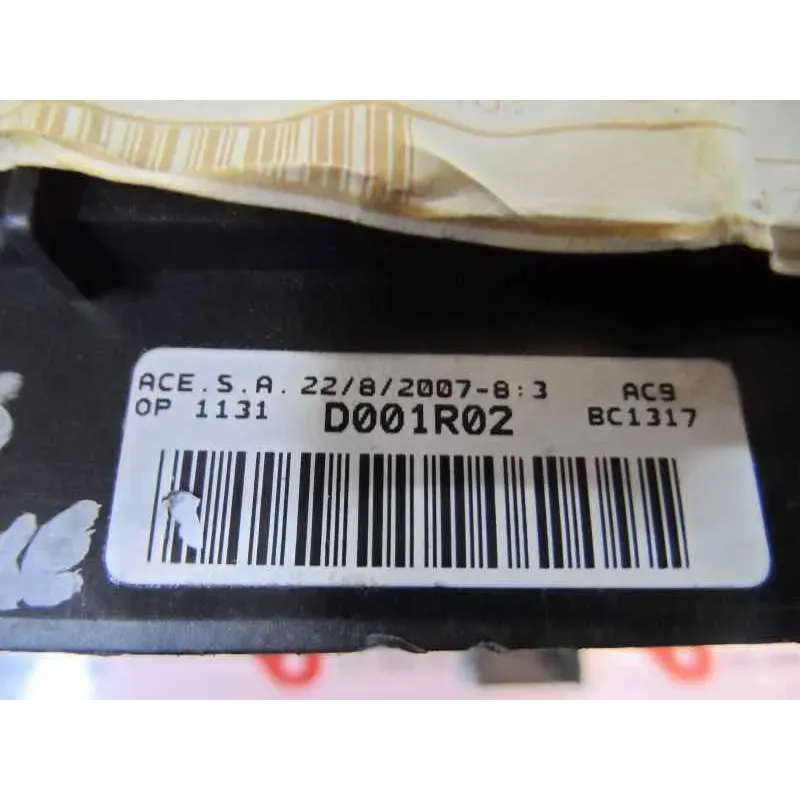 ACE.S.A. 22/8/2007-8:3 AC9
OP 1131 D001R02 BC1317